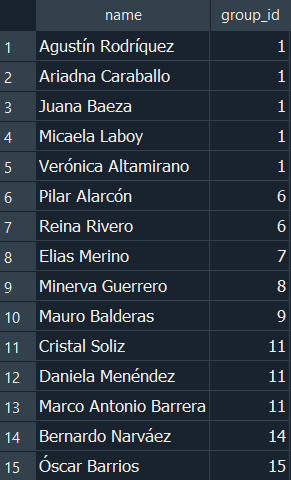 name group_id
1 Agustín Rodríquez 1
2 Ariadna Caraballo 1
3 Juana Baeza 1
4 Micaela Laboy 1
5 Verónica Altamirano 1
6 Pilar Alarcón 6
7 Reina Rivero 6
8 Elias Merino 7
9 Minerva Guerrero 8
10 Mauro Balderas 9
11 Cristal Soliz 11
12 Daniela Menéndez 11
13 Marco Antonio Barrera 11
14 Bernardo Narváez 14
15 Óscar Barrios 15